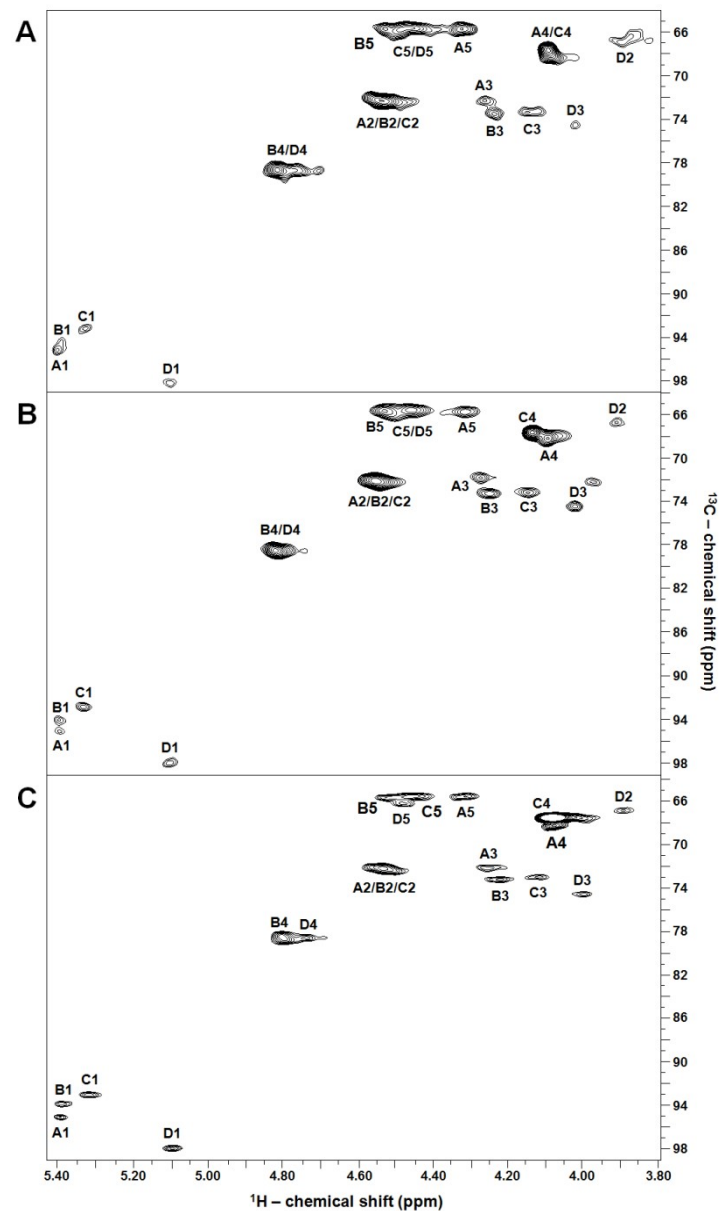 A
B5
C5/D5
A5
A4/C4
D2
66
70
A2/B2/C2
A3
B3
C3
D3
74
B4/D4
78
82
86
90
B1
C1
A1
D1
94
98
B
B5
C5/D5
A5
C4
A4
D2
66
70
A2/B2/C2
A3
B3
C3
D3
74
B4/D4
78
82
86
90
B1
C1
A1
D1
94
98
13C – chemical shift (ppm)
C
B5
D5
C5
A5
C4
A4
D2
66
70
A2/B2/C2
A3
B3
C3
D3
74
B4
D4
78
82
86
90
B1
C1
A1
D1
94
98
5.40 5.00 4.80 4.60 4.40 4.20 4.00 3.80
1H – chemical shift (ppm)